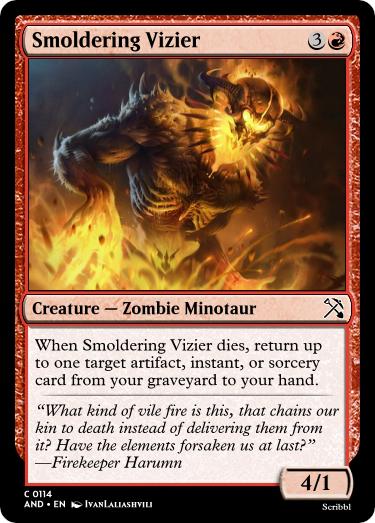 Smoldering Vizier 3
Creature — Zombie Minotaur
When Smoldering Vizier dies, return up
to one target artifact, instant, or sorcery
card from your graveyard to your hand.
“What kind of vile fire is this, that chains our
kin to death instead of delivering them from
it? Have the elements forsaken us at last?”
—Firekeeper Harumn
4/1
C 0114
AND • EN IvanLaliashvili
Scribbl